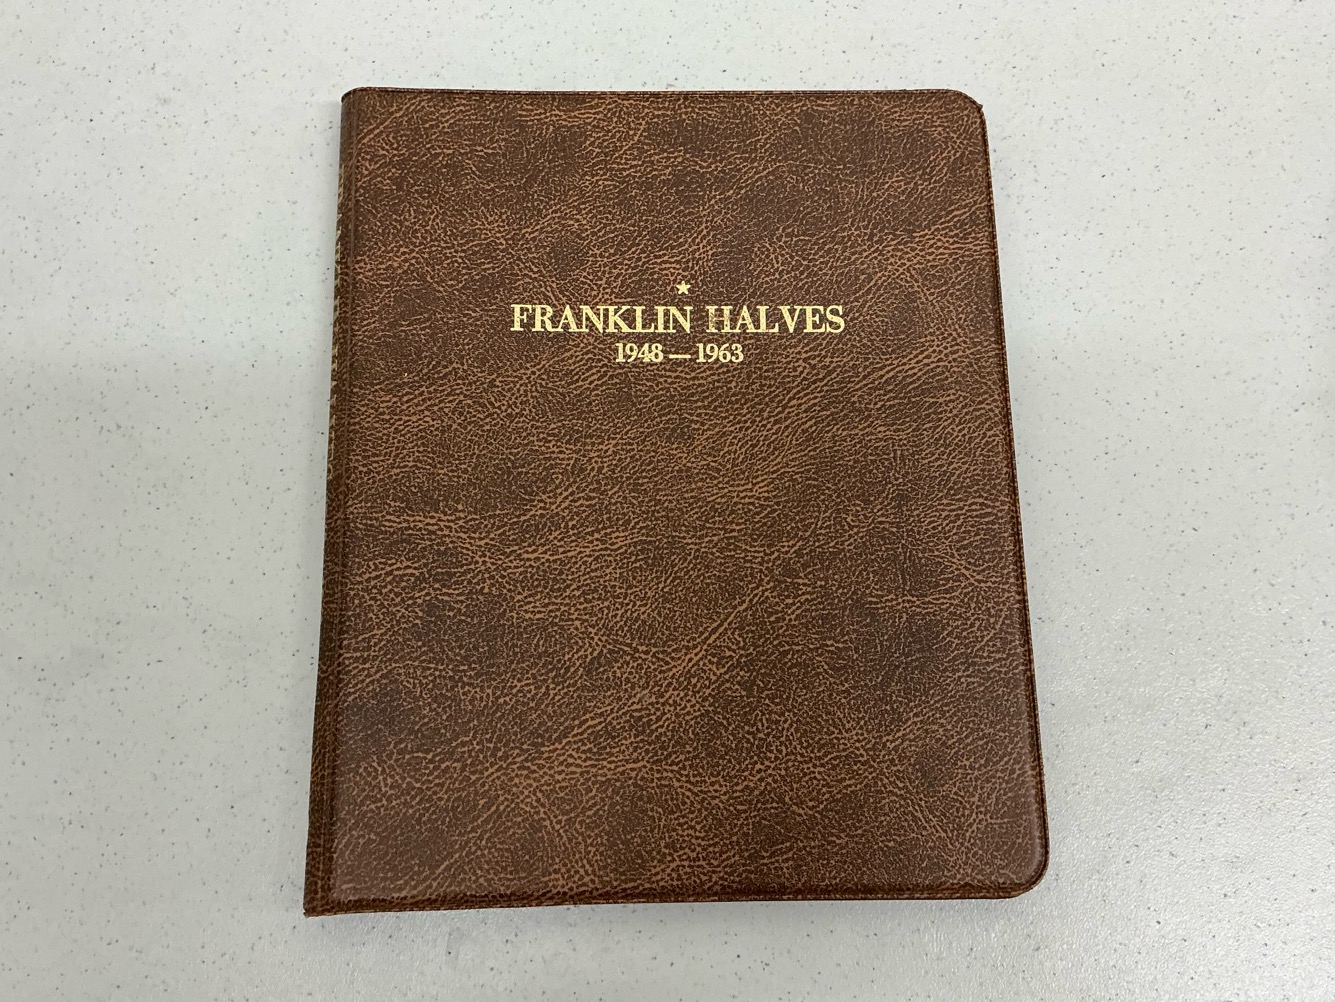 FRANKLIN HALVES
1948 — 1963